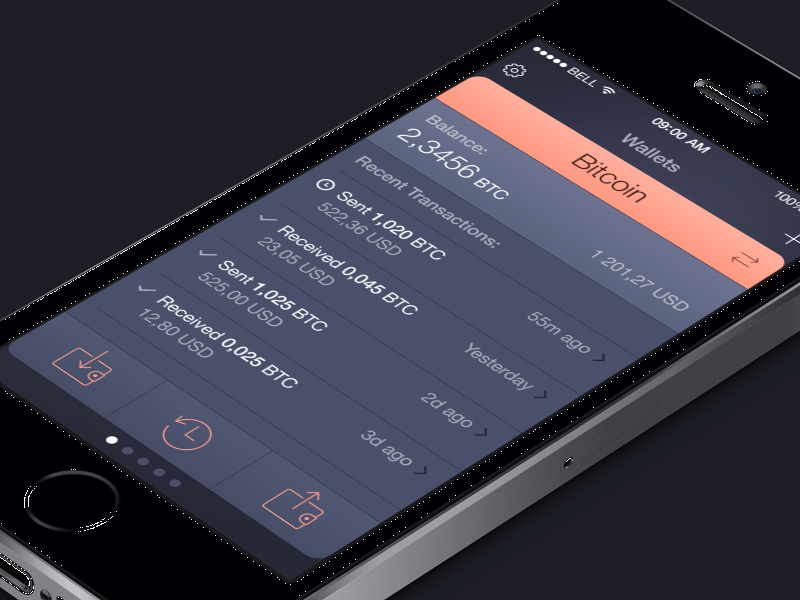 BELL
09:00 AM
100%
Wallets
Bitcoin
Balance:
2,3456 BTC
1 201,27 USD
Recent Transactions:
Sent 1,020 BTC
522,36 USD
55m ago
Received 0,045 BTC
23,05 USD
Yesterday
Sent 1,025 BTC
525,00 USD
2d ago
Received 0,025 BTC
12,80 USD
3d ago